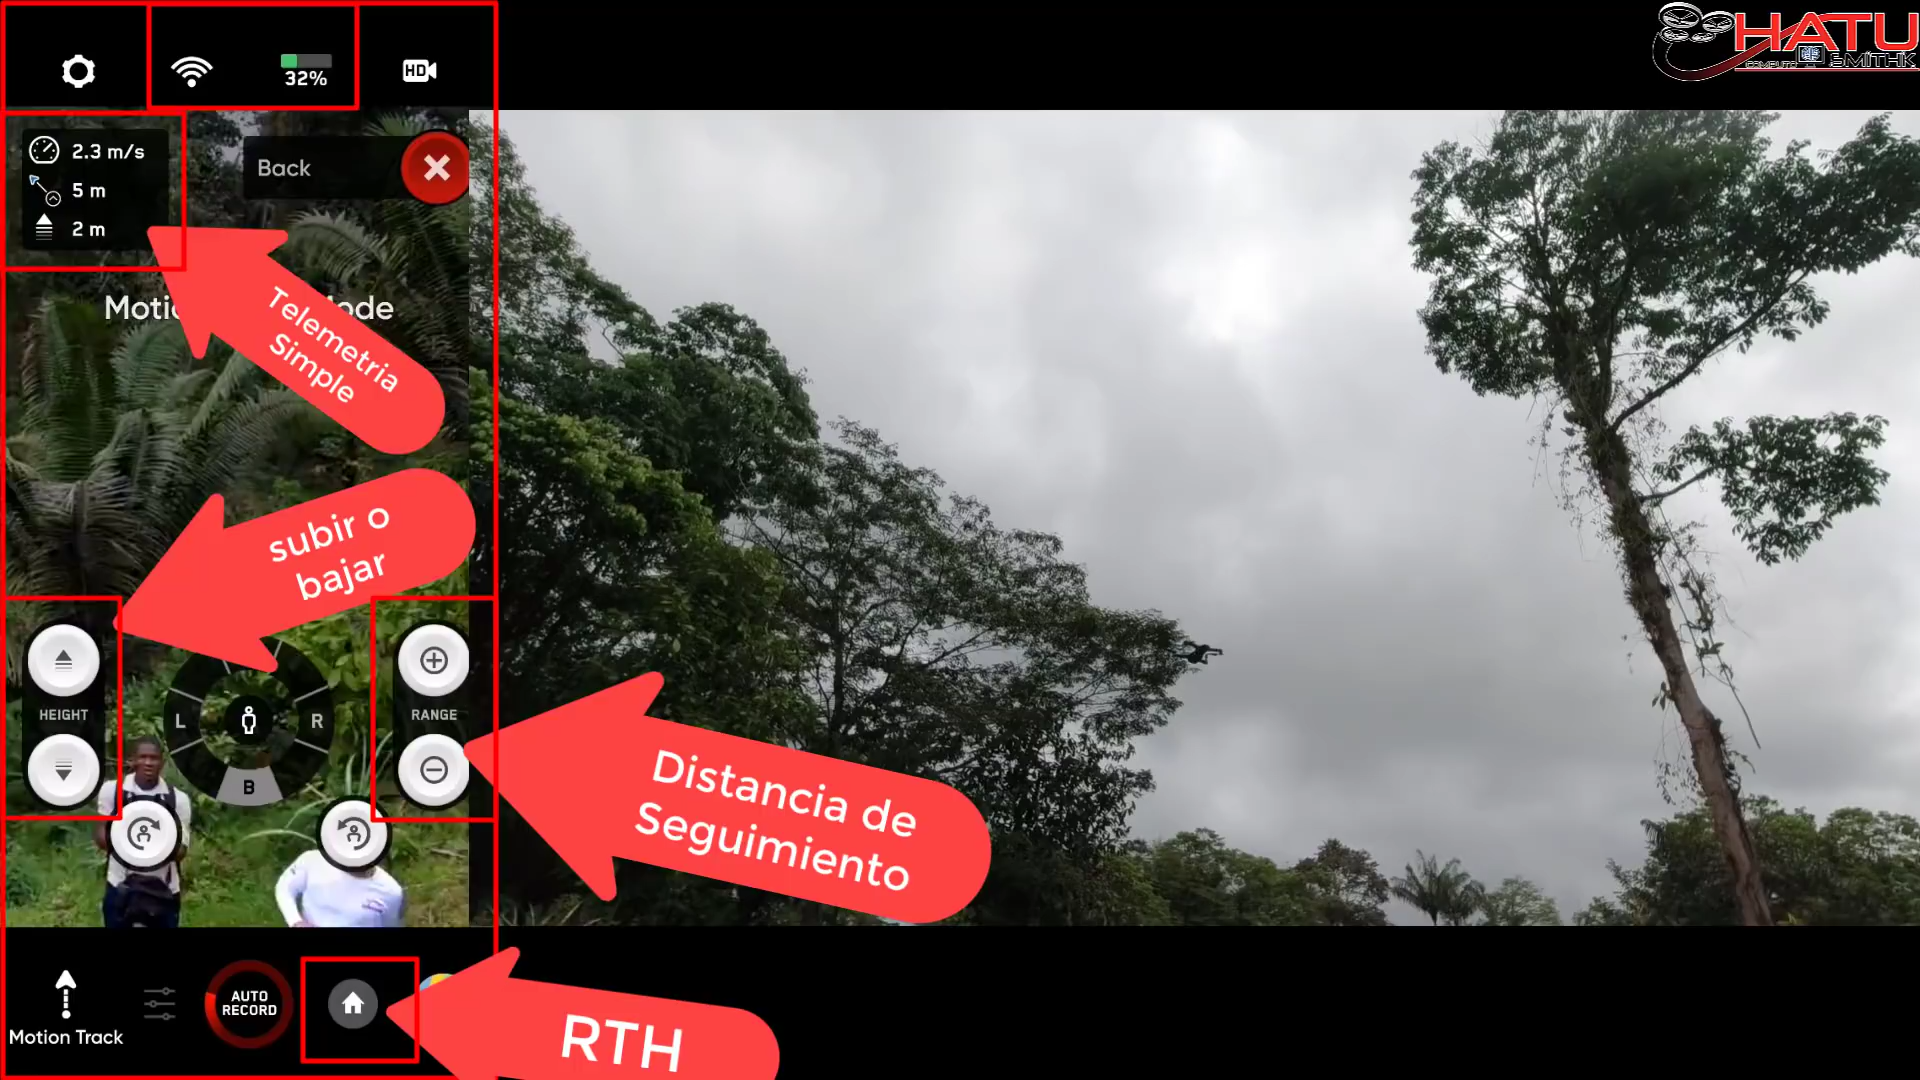 HATU
COMPUTO
SMITHK
32%
HD
2.3 m/s
5 m
2 m
Back
Moti
ode
Telemetria
Simple
subir o
bajar
HEIGHT
L
R
B
RANGE
Distancia de
Seguimiento
AUTO
RECORD
Motion Track
RTH